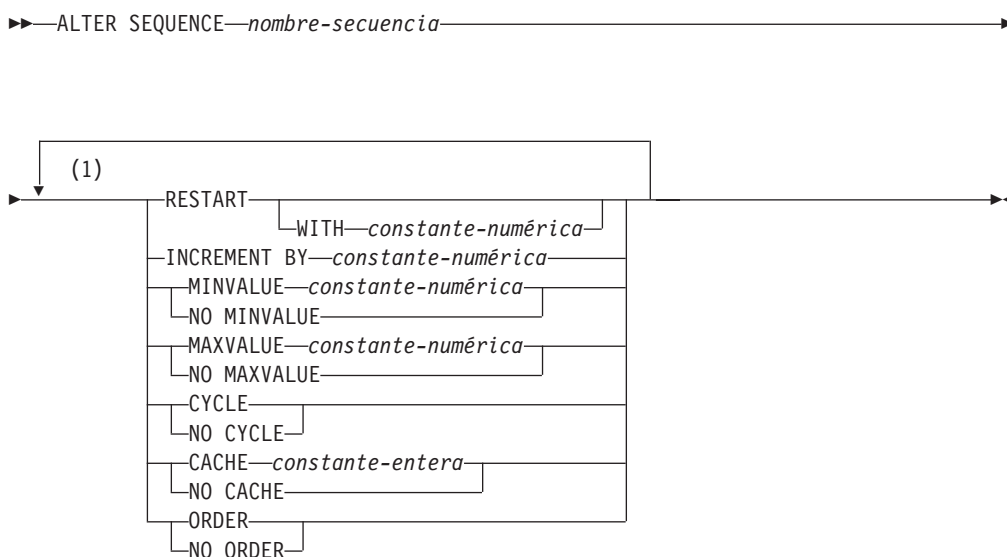 ALTER SEQUENCE nombre-secuencia
(1)
RESTART
WITH constante-numérica
INCREMENT BY constante-numérica
MINVALUE constante-numérica
NO MINVALUE
MAXVALUE constante-numérica
NO MAXVALUE
CYCLE
NO CYCLE
CACHE constante-entera
NO CACHE
ORDER
NO ORDER